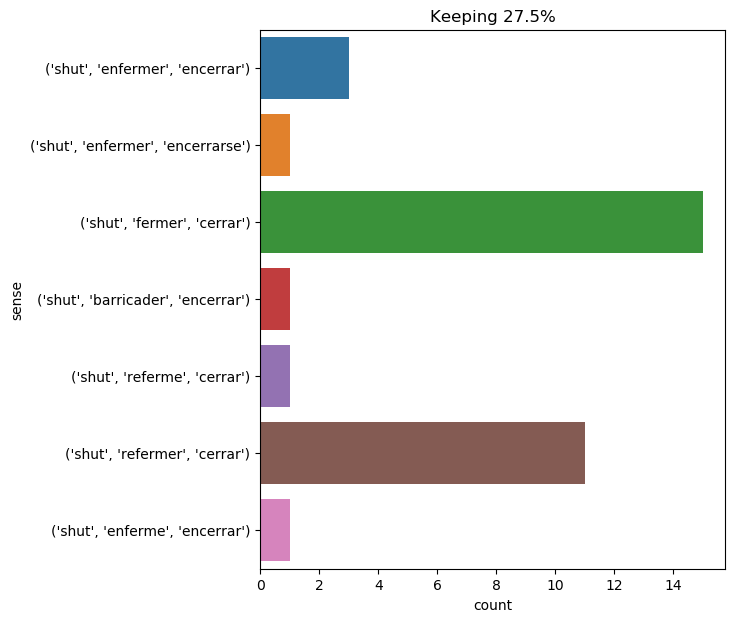 Keeping 27.5%
('shut', 'enfermer', 'encerrar')
('shut', 'enfermer', 'encerrarse')
('shut', 'fermer', 'cerrar')
('shut', 'barricader', 'encerrar')
('shut', 'referme', 'cerrar')
('shut', 'refermer', 'cerrar')
('shut', 'enferme', 'encerrar')
sense
0 2 4 6 8 10 12 14
count